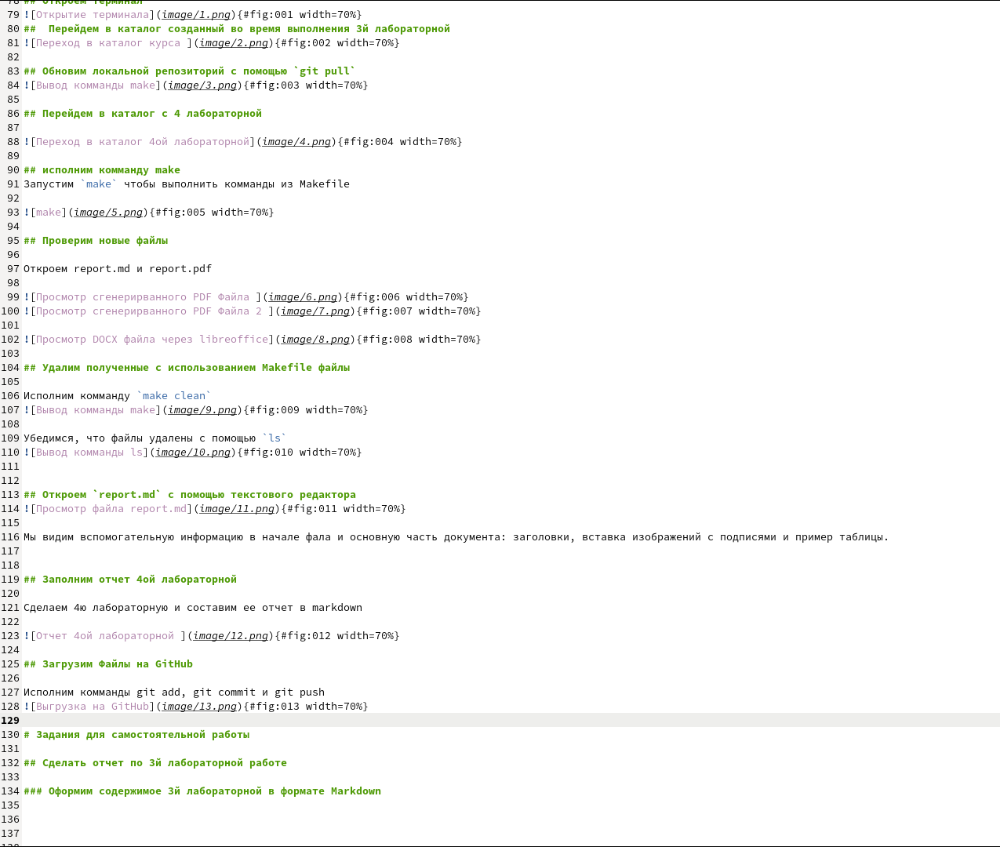 78 ## Откроем терминал
79 ![Открытие терминала](image/1.png){#fig:001 width=70%}
80 ##  Перейдем в каталог созданный во время выполнения 3й лабораторной
81 ![Переход в каталог курса ](image/2.png){#fig:002 width=70%}
82
83 ## Обновим локальной репозиторий с помощью `git pull`
84 ![Вывод комманды make](image/3.png){#fig:003 width=70%}
85
86 ## Перейдем в каталог с 4 лабораторной
87
88 ![Переход в каталог 4ой лабораторной](image/4.png){#fig:004 width=70%}
89
90 ## исполним комманду make
91 Запустим `make` чтобы выполнить комманды из Makefile
92
93 ![make](image/5.png){#fig:005 width=70%}
94
95 ## Проверим новые файлы
96
97 Откроем report.md и report.pdf
98
99 ![Просмотр сгенерирванного PDF Файла ](image/6.png){#fig:006 width=70%}
100 ![Просмотр сгенерирванного PDF Файла 2 ](image/7.png){#fig:007 width=70%}
101
102 ![Просмотр DOCX файла через libreoffice](image/8.png){#fig:008 width=70%}
103
104 ## Удалим полученные с использованием Makefile файлы
105
106 Исполним комманду `make clean`
107 ![Вывод комманды make](image/9.png){#fig:009 width=70%}
108
109 Убедимся, что файлы удалены с помощью `ls`
110 ![Вывод комманды ls](image/10.png){#fig:010 width=70%}
111
112
113 ## Откроем `report.md` с помощью текстового редактора
114 ![Просмотр файла report.md](image/11.png){#fig:011 width=70%}
115
116 Мы видим вспомогательную информацию в начале фала и основную часть документа: заголовки, вставка изображений с подписями и пример таблицы.
117
118
119 ## Заполним отчет 4ой лабораторной
120
121 Сделаем 4ю лабораторную и составим ее отчет в markdown
122
123 ![Отчет 4ой лабораторной ](image/12.png){#fig:012 width=70%}
124
125 ## Загрузим Файлы на GitHub
126
127 Исполним комманды git add, git commit и git push
128 ![Выгрузка на GitHub](image/13.png){#fig:013 width=70%}
129
130 # Задания для самостоятельной работы
131
132 ## Сделать отчет по 3й лабораторной работе
133
134 ### Оформим содержимое 3й лабораторной в формате Markdown
135
136
137
138